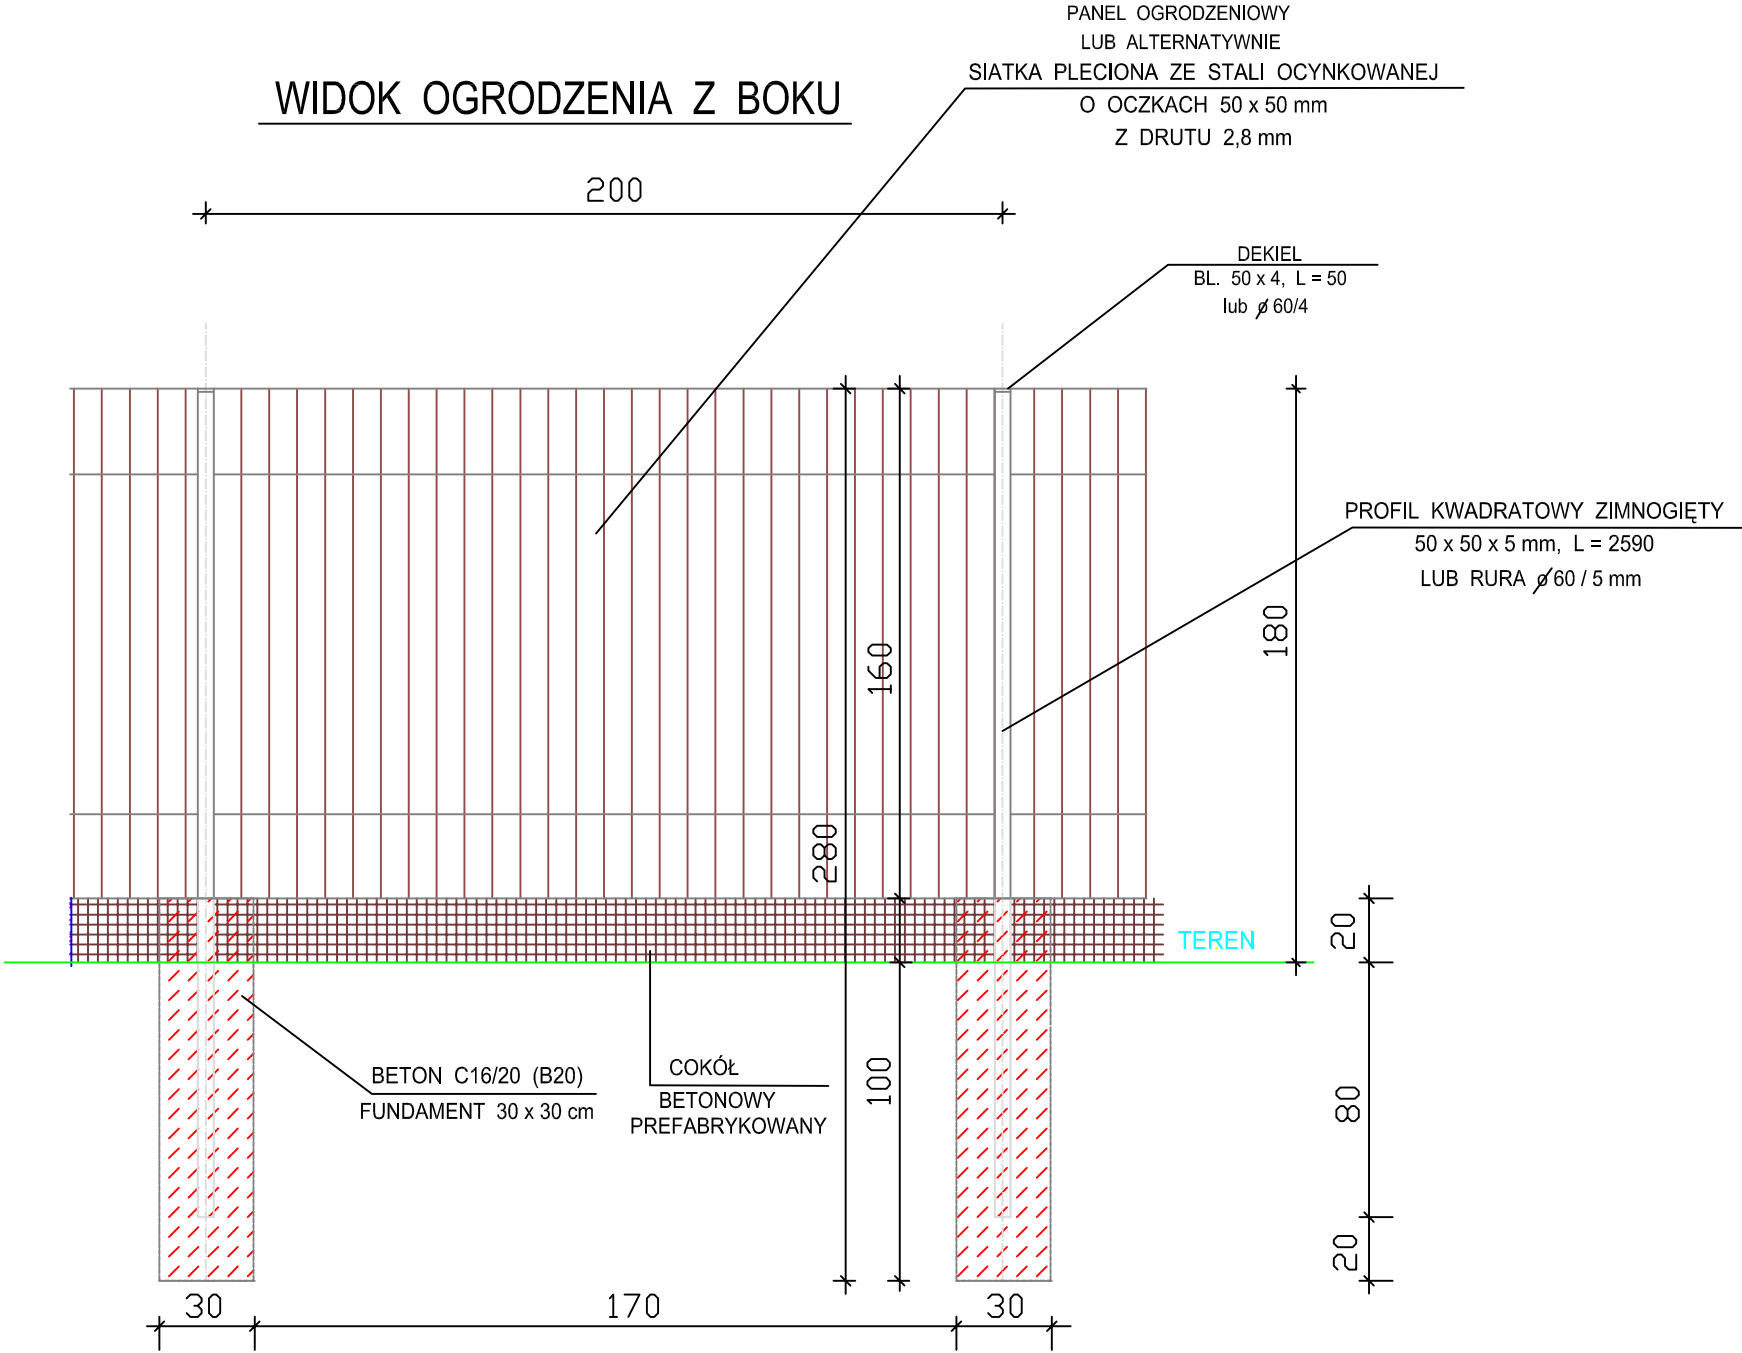 PANEL OGRODZENIOWY
LUB ALTERNATYWNIE
SIATKA PLECIONA ZE STALI OCYNKOWANEJ
O OCZKACH 50 x 50 mm
Z DRUTU 2,8 mm
WIDOK OGRODZENIA Z BOKU
200
DEKIEL
BL. 50 x 4, L = 50
lub ø 60/4
PROFIL KWADRATOWY ZIMNOGIĘTY
50 x 50 x 5 mm, L = 2590
LUB RURA ø 60 / 5 mm
180
160
280
20
TEREN
COKÓŁ
BETONOWY
PREFABRYKOWANY
BETON C16/20 (B20)
FUNDAMENT 30 x 30 cm
100
80
20
30
170
30